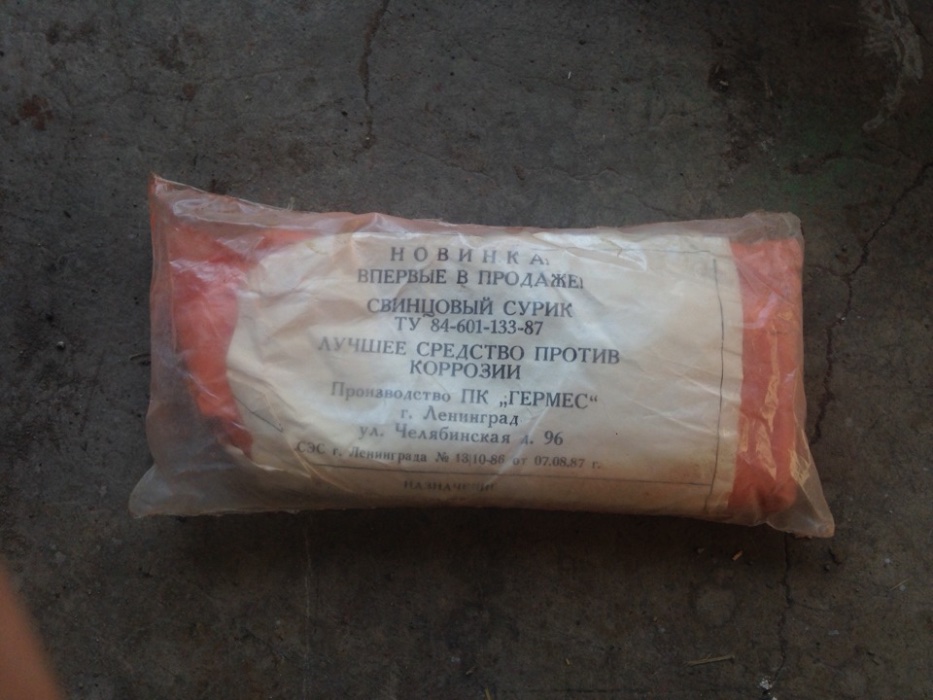 НОВИНКА!
ВПЕРВЫЕ В ПРОДАЖЕ!
СВИНЦОВЫЙ СУРИК
ТУ 84-601-133-87
ЛУЧШЕЕ СРЕДСТВО ПРОТИВ
КОРРОЗИИ
Производство ПК „ГЕРМЕС“
г. Ленинград
ул. Челябинская д. 96
СЭС г. Ленинграда № 13/10-86 от 07.08.87 г.
НАЗНАЧЕНИЕ